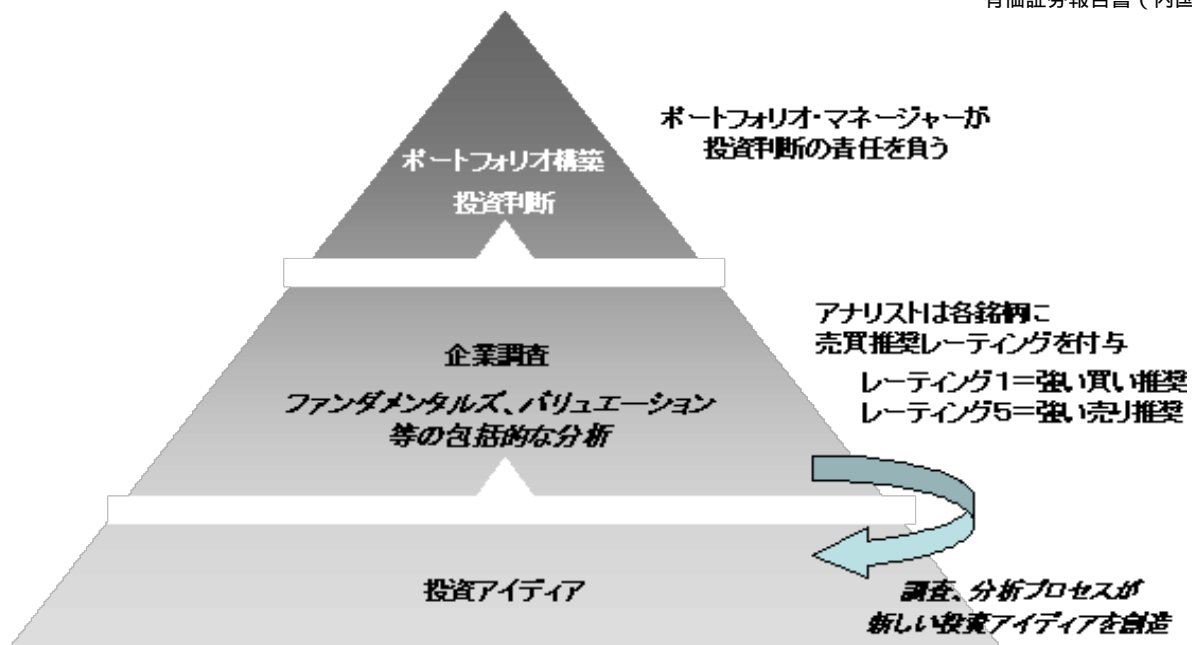 有価証券報告書（内国
ポートフォリオ・マネージャーが
投資判断の責任を負う
ポートフォリオ構築
投資判断
アナリストは各銘柄に
売買推奨レーティングを付与
レーティング1＝強い買い推奨
レーティング5＝強い売り推奨
企業調査
ファンダメンタルズ、バリュエーション
等の包括的な分析
投資アイディア
調査、分析プロセスが
新しい投資アイディアを創造